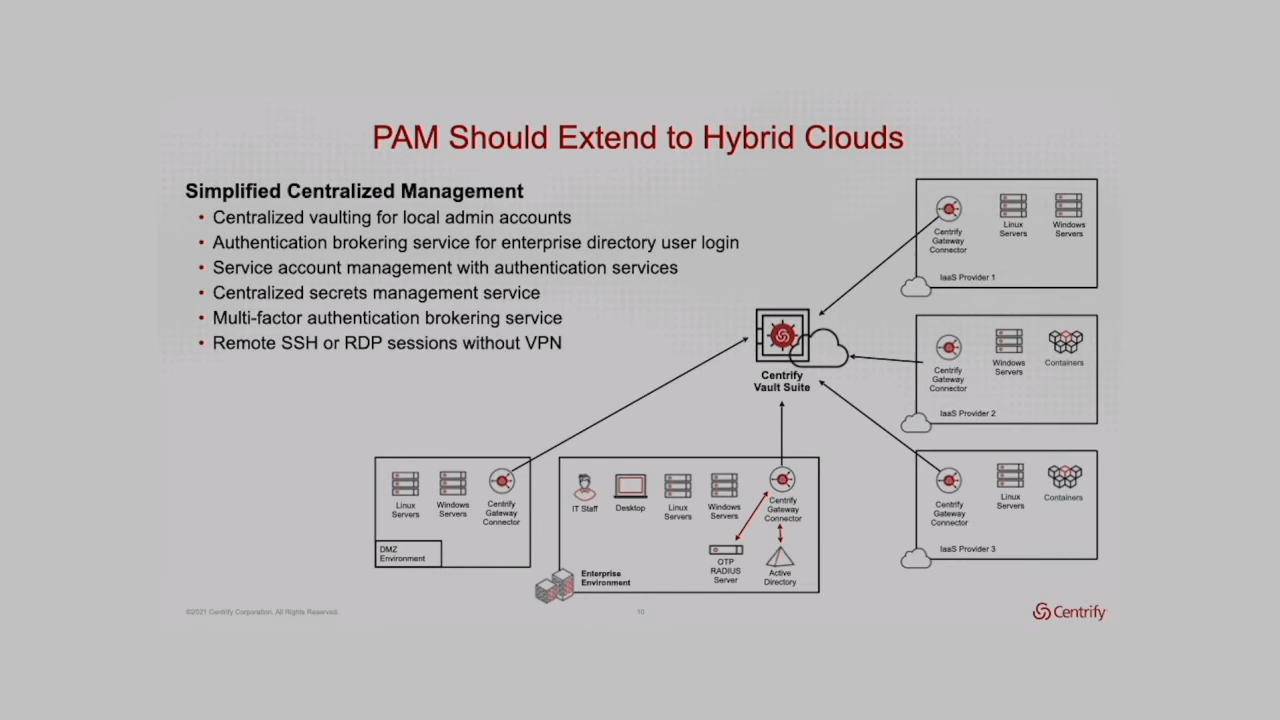 PAM Should Extend to Hybrid Clouds
Simplified Centralized Management
• Centralized vaulting for local admin accounts
• Authentication brokering service for enterprise directory user login
• Service account management with authentication services
• Centralized secrets management service
• Multi-factor authentication brokering service
• Remote SSH or RDP sessions without VPN
Centrify
Gateway
Connector
Linux
Servers
Windows
Servers
IaaS Provider 1
Centrify
Vault Suite
Centrify
Gateway
Connector
Windows
Servers
Containers
IaaS Provider 2
Centrify
Gateway
Connector
Linux
Servers
Containers
IaaS Provider 3
Linux
Servers
Windows
Servers
Centrify
Gateway
Connector
DMZ
Environment
IT Staff
Desktop
Linux
Servers
Windows
Servers
Centrify
Gateway
Connector
OTP
RADIUS
Server
Active
Directory
Enterprise
Environment
©2021 Centrify Corporation. All Rights Reserved.
10
Centrify